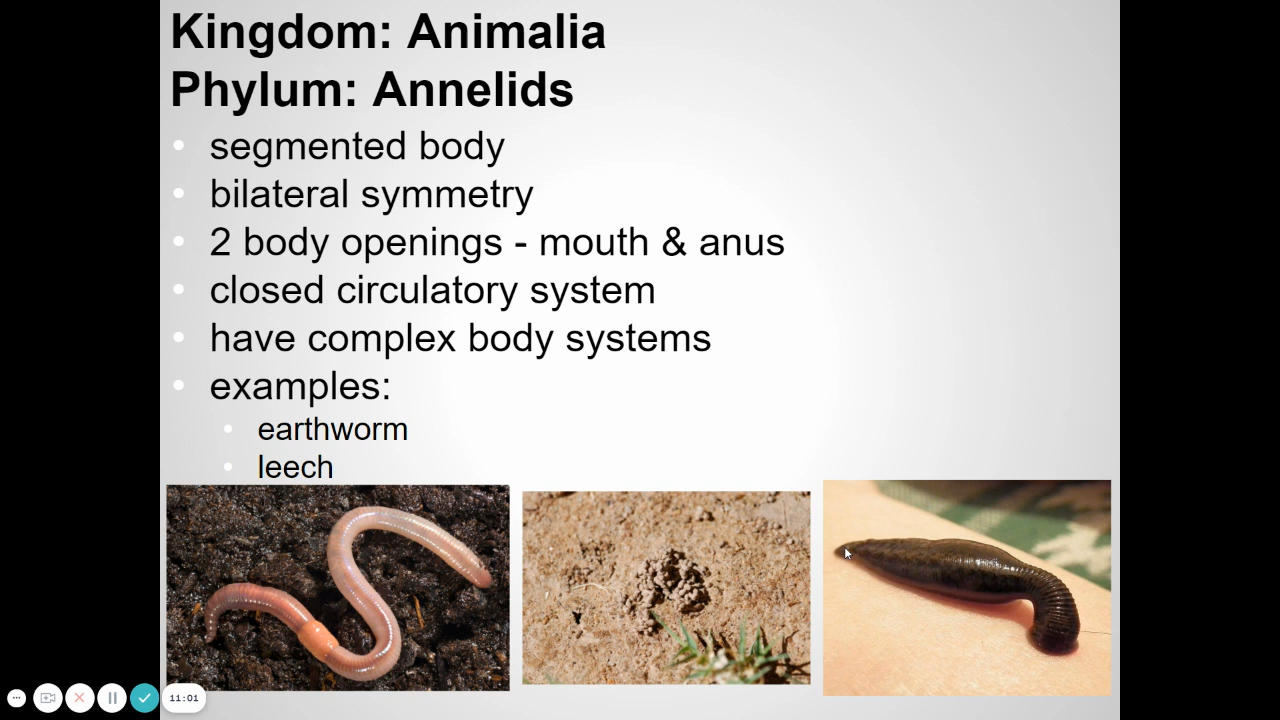 Kingdom: Animalia
Phylum: Annelids
• segmented body
• bilateral symmetry
• 2 body openings - mouth & anus
• closed circulatory system
• have complex body systems
• examples:
• earthworm
• leech
11:01